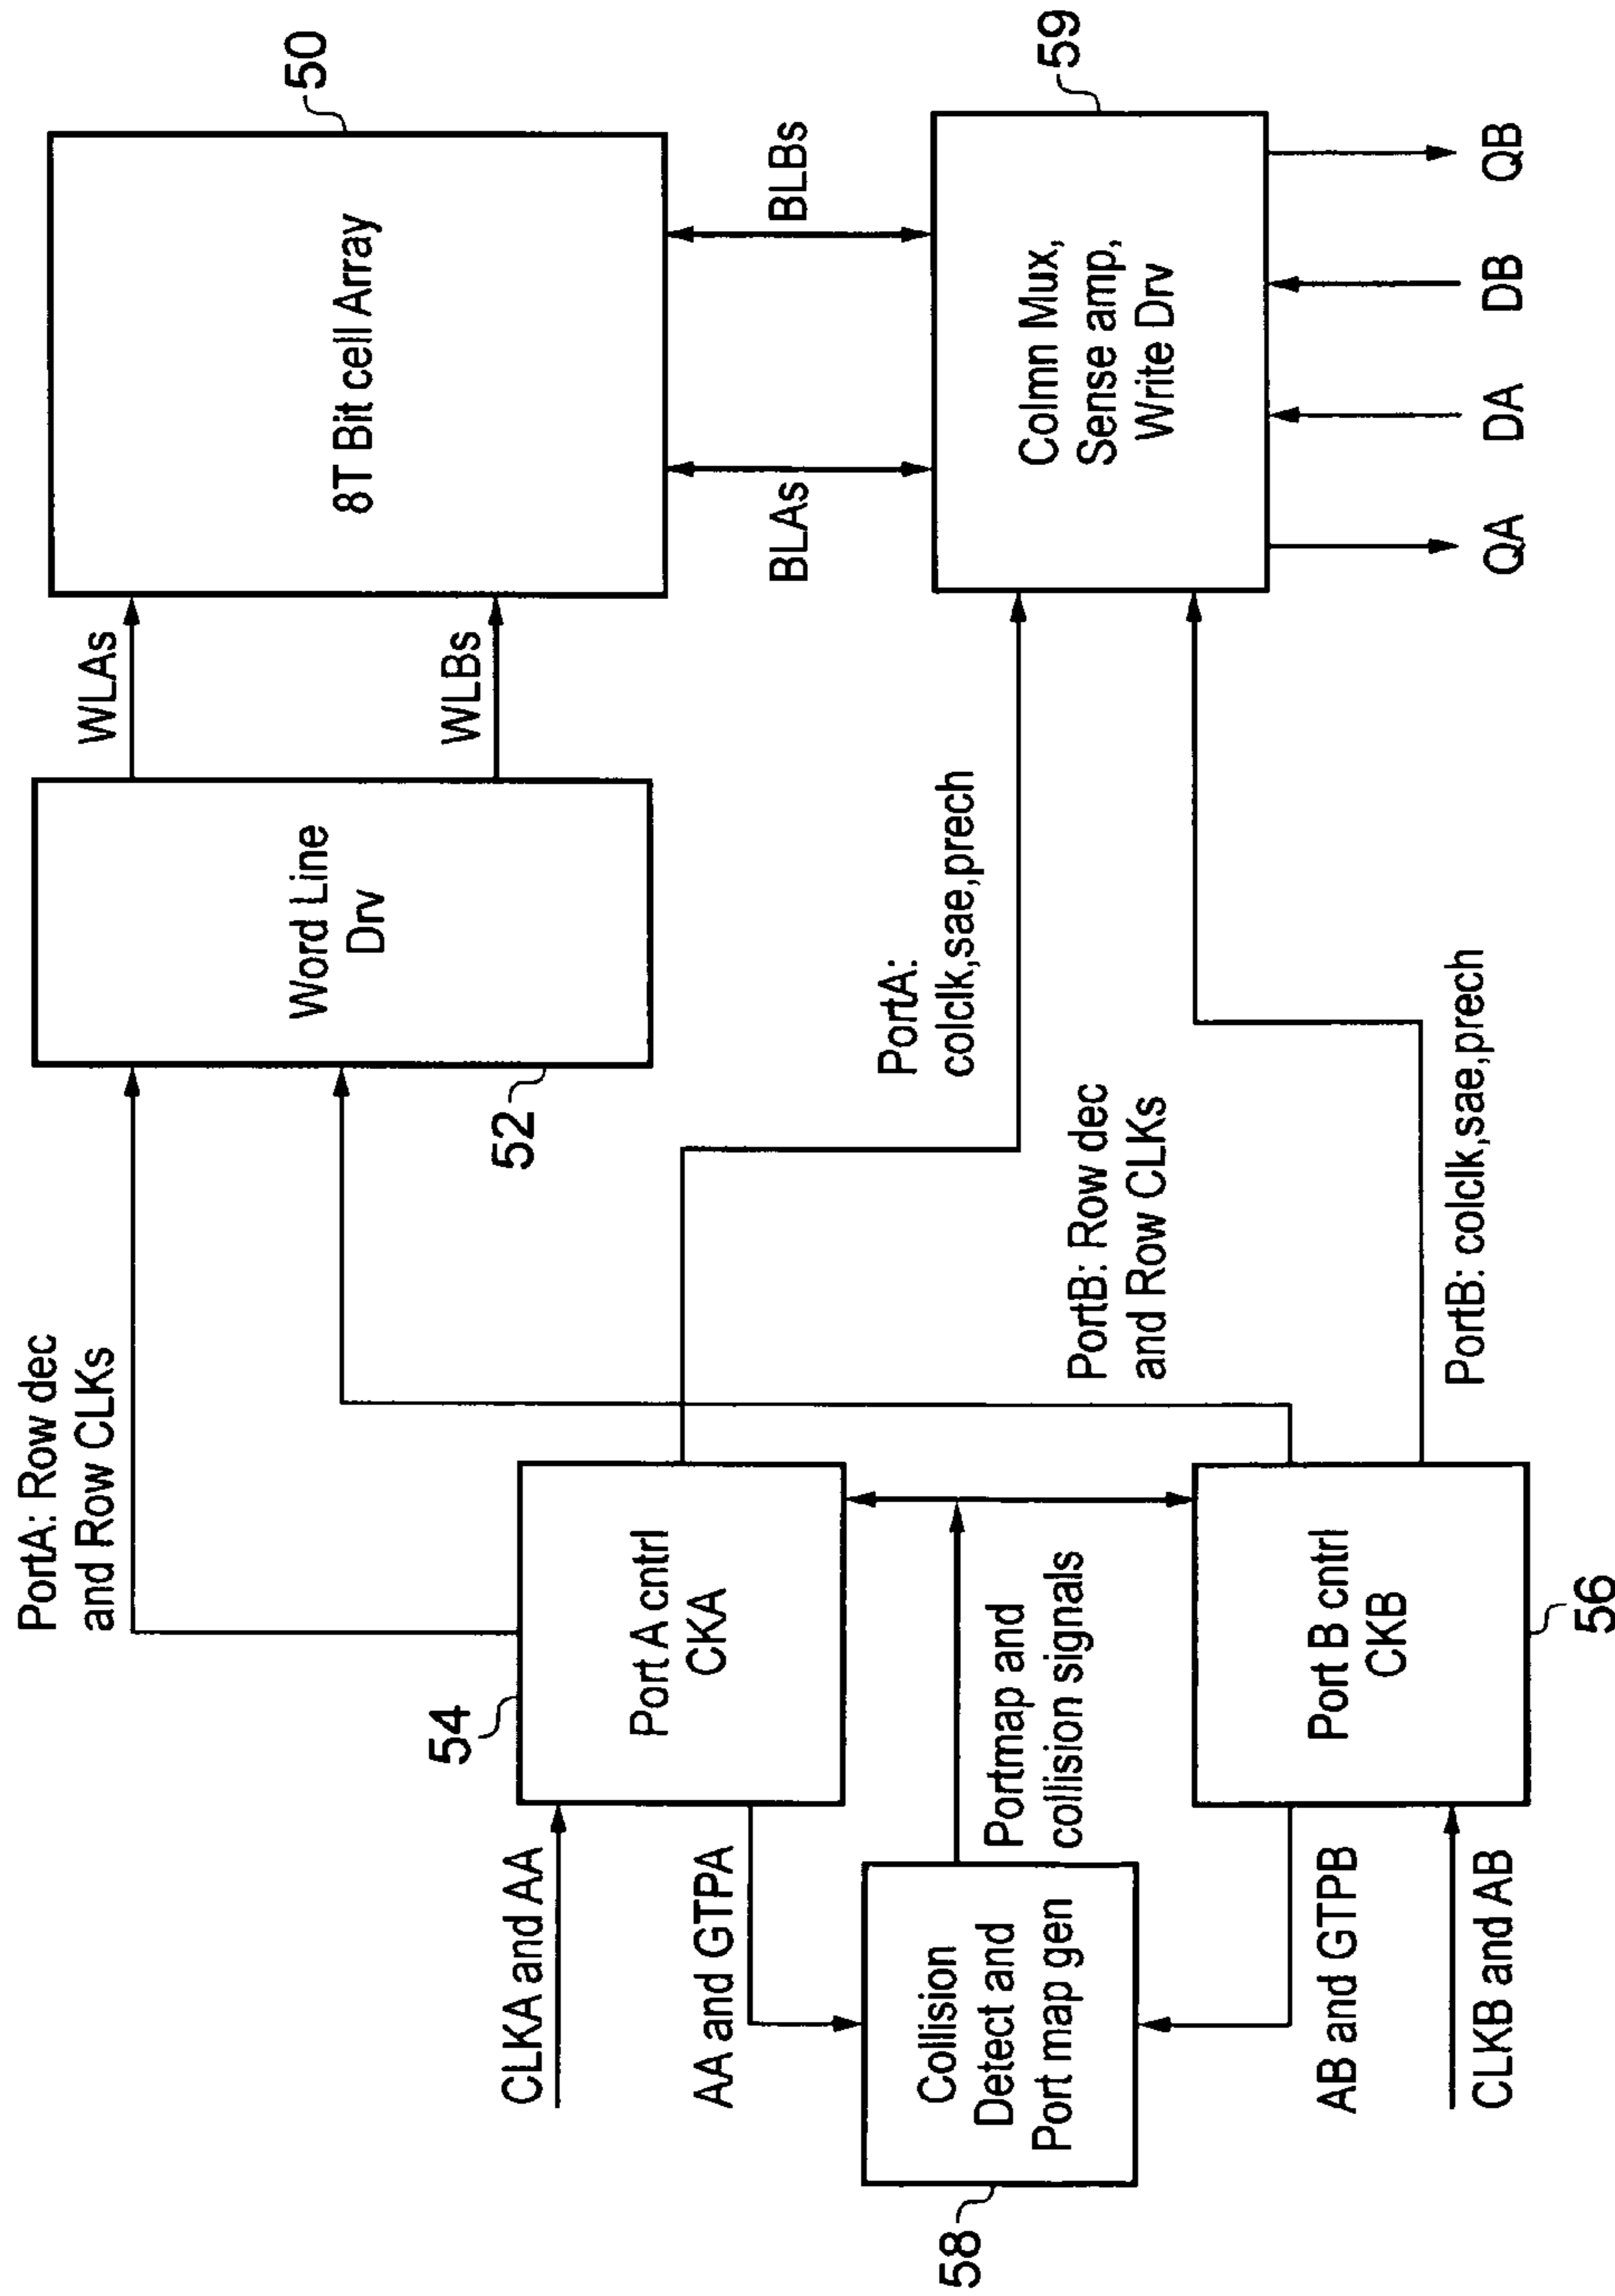 50
8T Bit cell Array
WLAs
WLBs
Word Line
Drv
52
PortA: Row dec
and Row CLKs
BLAs
BLBs
59
Colmn Mux,
Sense amp,
Write Drv
QA
DA
DB
QB
PortA:
colclk,sae,prech
PortB: Row dec
and Row CLKs
PortB: colclk,sae,prech
54
Port A cntrl
CKA
CLKA and AA
AA and GTPA
Portmap and
collision signals
58
Collision
Detect and
Port map gen
Port B cntrl
CKB
56
AB and GTPB
CLKB and AB